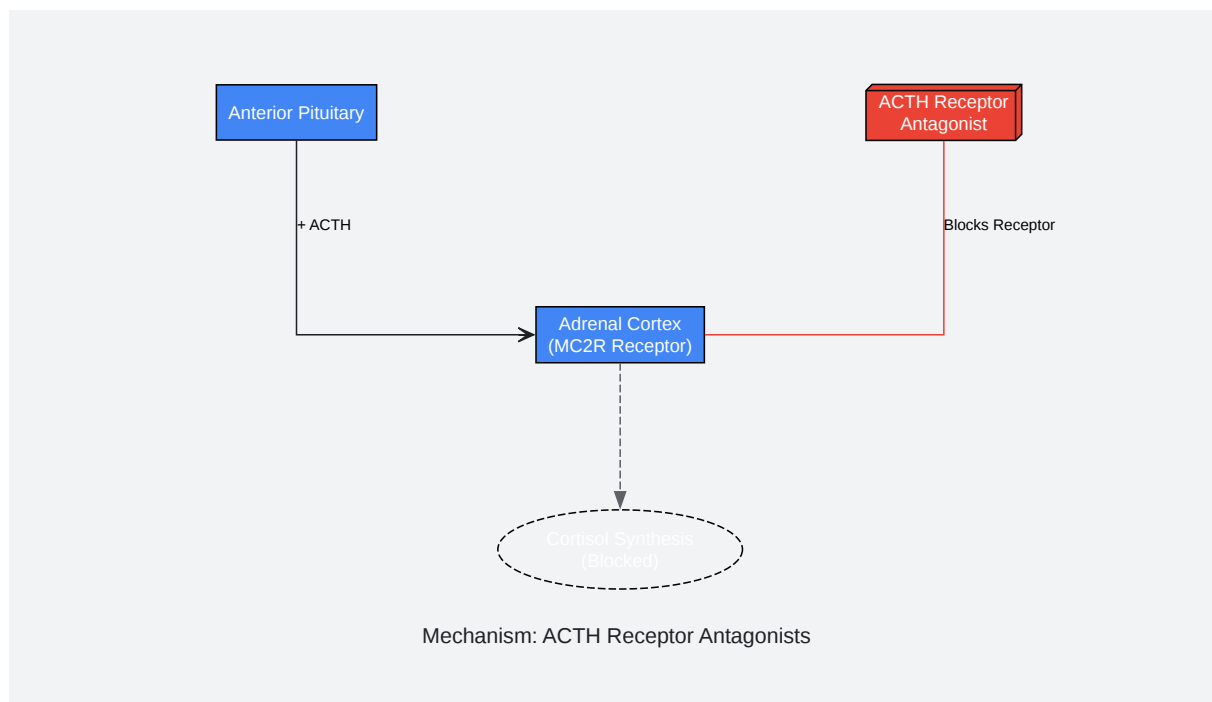 Anterior Pituitary
ACTH Receptor
Antagonist
+ ACTH
Blocks Receptor
Adrenal Cortex
(MC2R Receptor)
Cortisol Synthesis
(Blocked)
Mechanism: ACTH Receptor Antagonists